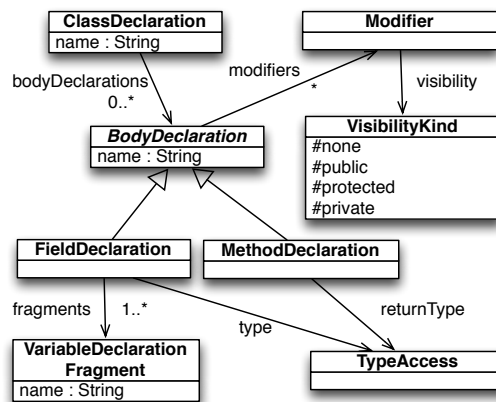 ClassDeclaration
name : String
Modifier
bodyDeclarations
0..*
modifiers
*
visibility
BodyDeclaration
name : String
VisibilityKind
#none
#public
#protected
#private
FieldDeclaration
MethodDeclaration
fragments
1..*
type
returnType
VariableDeclaration
Fragment
name : String
TypeAccess